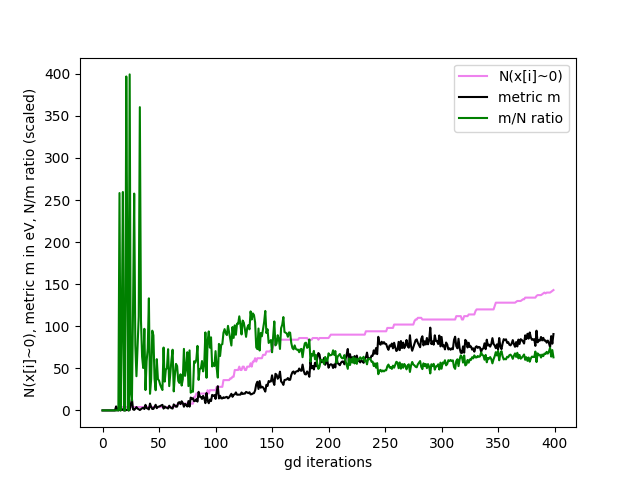 N(x[i]~0)
metric m
m/N ratio
400
350
300
250
200
150
100
50
0
N(x[i]~0), metric m in eV, N/m ratio (scaled)
0 50 100 150 200 250 300 350 400
gd iterations